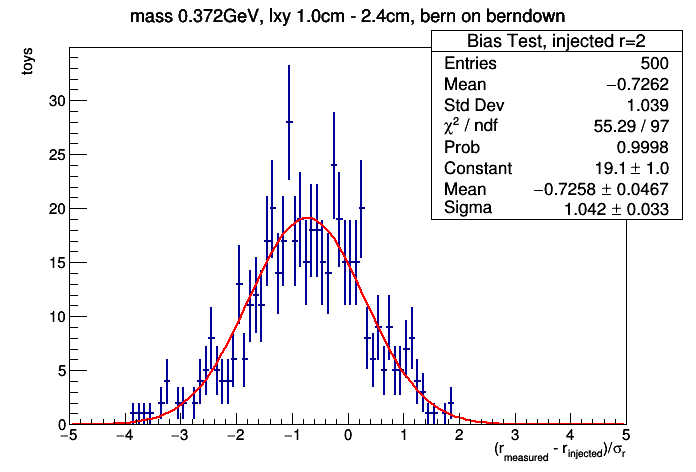 mass 0.372GeV, lxy 1.0cm - 2.4cm, bern on berndown
toys
Bias Test, injected r=2
Entries 500
Mean −0.7262
Std Dev 1.039
χ² / ndf 55.29 / 97
Prob 0.9998
Constant 19.1 ± 1.0
Mean −0.7258 ± 0.0467
Sigma 1.042 ± 0.033
30
25
20
15
10
5
0
−5 −4 −3 −2 −1 0 1 2 3 4 5
(r_measured - r_injected)/σ_r